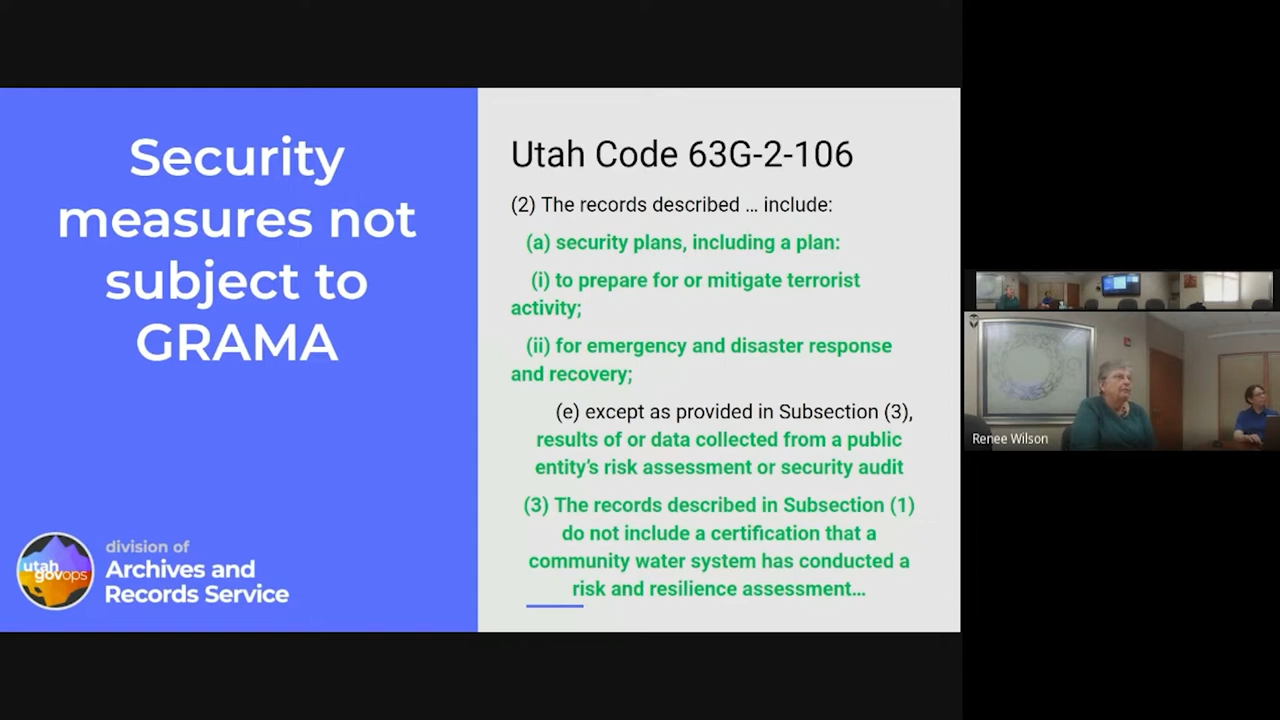 Security
measures not
subject to
GRAMA
utah
govops
division of
Archives and
Records Service
Utah Code 63G-2-106
(2) The records described ... include:
(a) security plans, including a plan:
(i) to prepare for or mitigate terrorist
activity;
(ii) for emergency and disaster response
and recovery;
(e) except as provided in Subsection (3),
results of or data collected from a public
entity's risk assessment or security audit
(3) The records described in Subsection (1)
do not include a certification that a
community water system has conducted a
risk and resilience assessment...
Renee Wilson